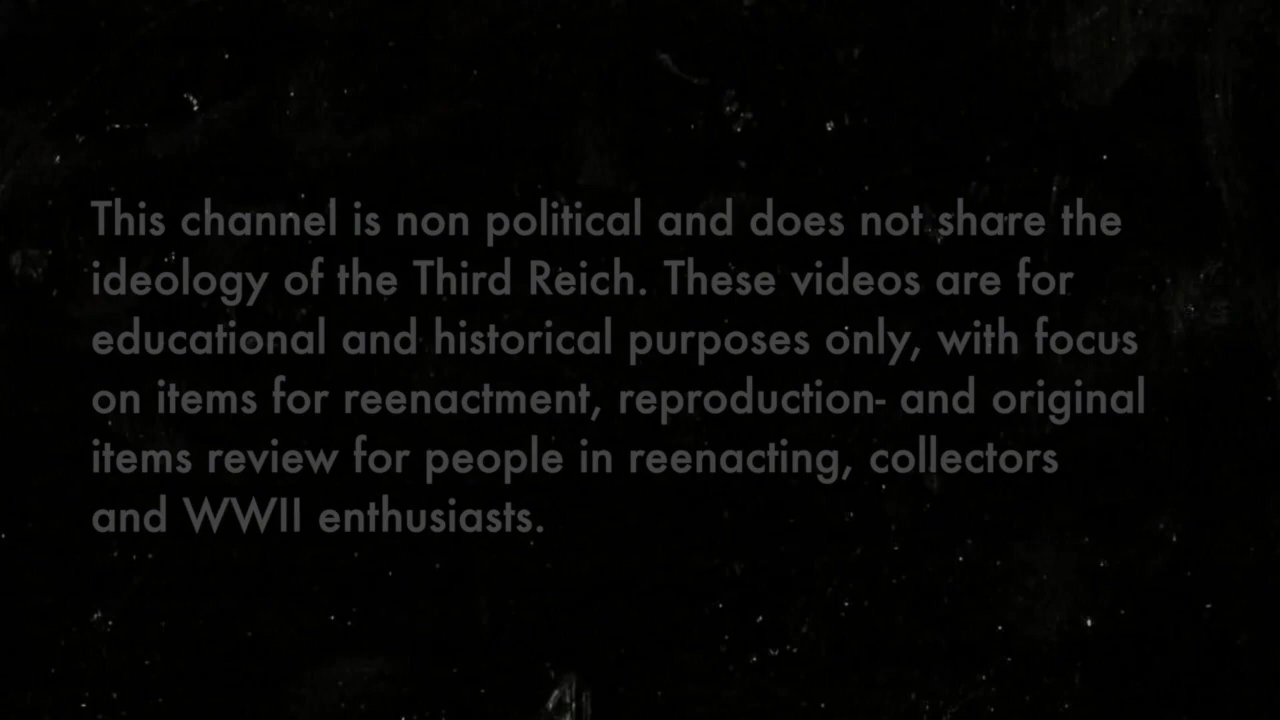 This channel is non political and does not share the
ideology of the Third Reich. These videos are for
educational and historical purposes only, with focus
on items for reenactment, reproduction- and original
items review for people in reenacting, collectors
and WWII enthusiasts.